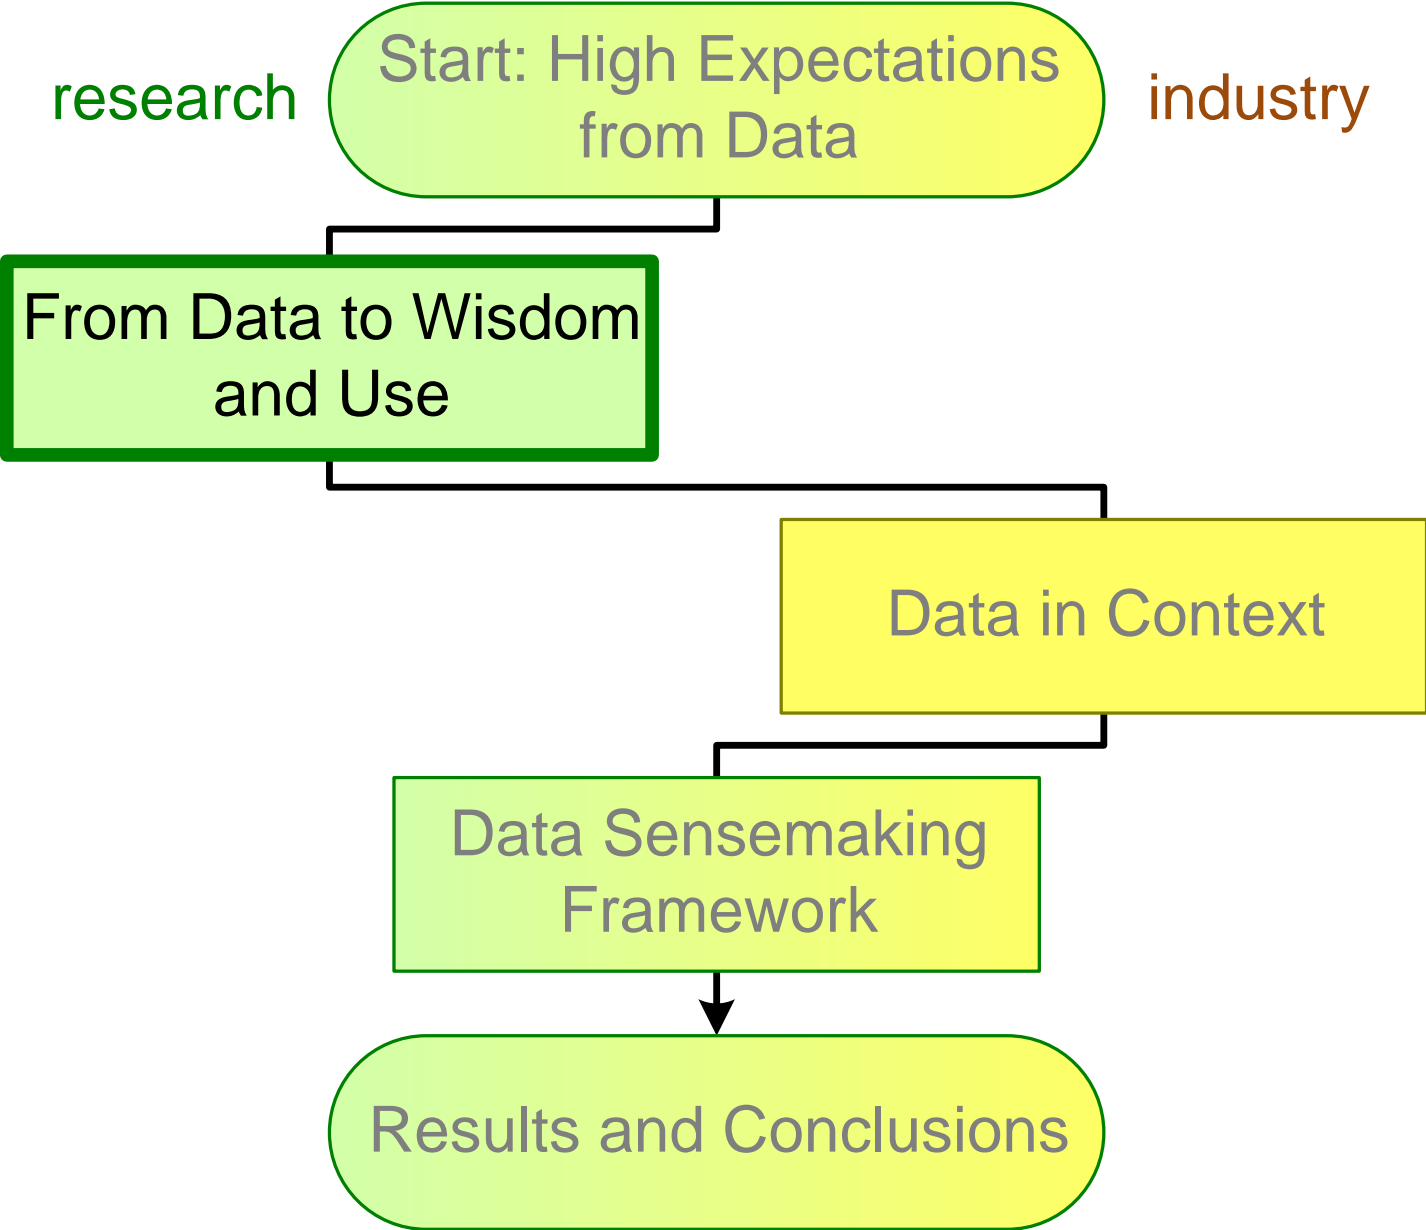 research
Start: High Expectations
from Data
industry
From Data to Wisdom
and Use
Data in Context
Data Sensemaking
Framework
Results and Conclusions